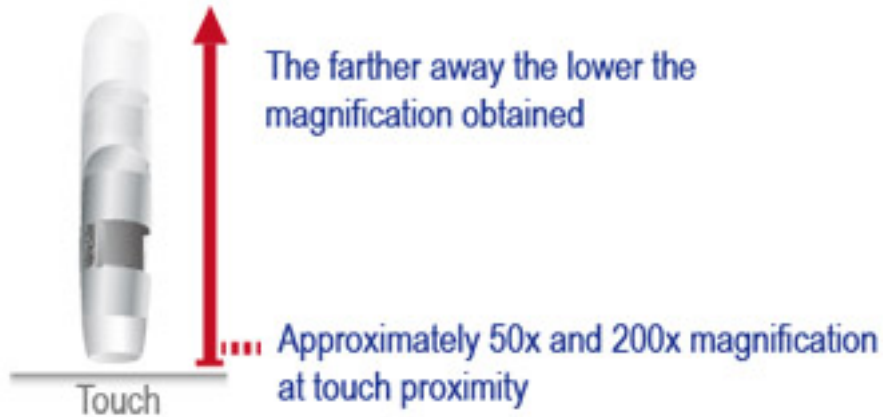 The farther away the lower the
magnification obtained
Approximately 50x and 200x magnification
at touch proximity
Touch